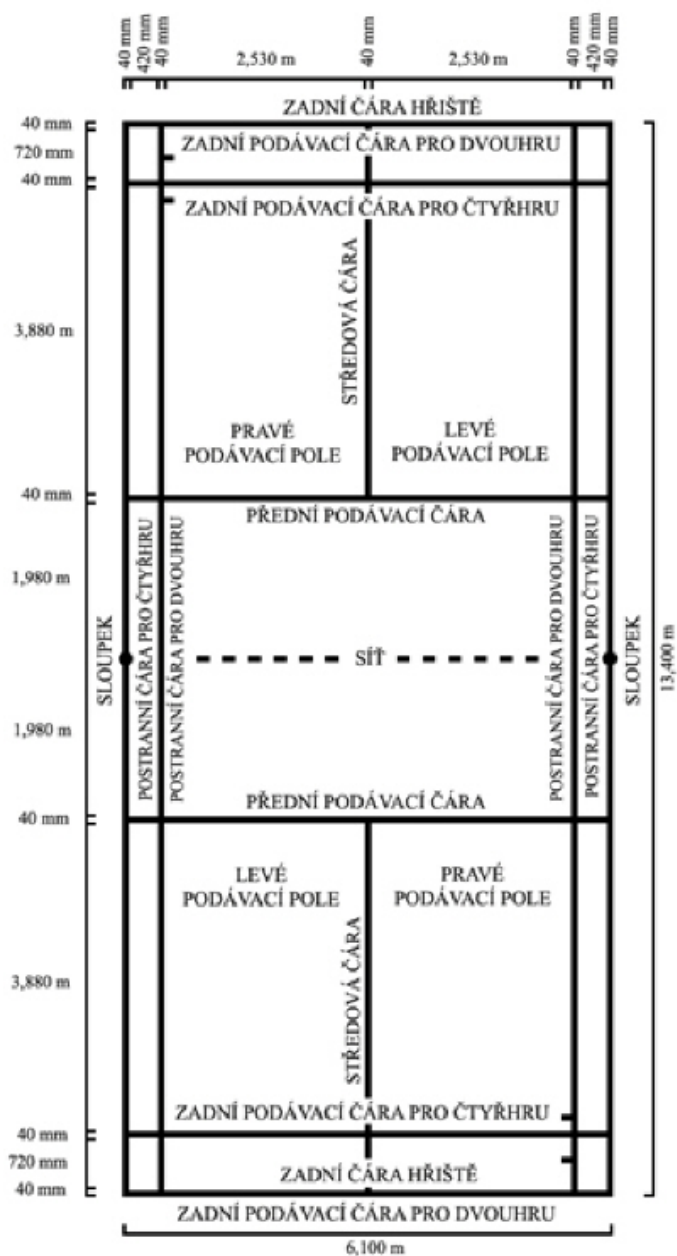 40 mm
420 mm
40 mm
2,530 m
40 mm
2,530 m
40 mm
420 mm
40 mm
ZADNÍ ČÁRA HŘIŠTĚ
40 mm
ZADNÍ PODÁVACÍ ČÁRA PRO DVOUHRU
720 mm
40 mm
ZADNÍ PODÁVACÍ ČÁRA PRO ČTYŘHRU
STŘEDOVÁ ČÁRA
3,880 m
PRAVÉ
PODÁVACÍ POLE
LEVÉ
PODÁVACÍ POLE
40 mm
PŘEDNÍ PODÁVACÍ ČÁRA
1,980 m
POSTRANNÍ ČÁRA PRO ČTYŘHRU
POSTRANNÍ ČÁRA PRO DVOUHRU
POSTRANNÍ ČÁRA PRO DVOUHRU
POSTRANNÍ ČÁRA PRO ČTYŘHRU
SLOUPEK
SÍŤ
SLOUPEK
13,400 m
1,980 m
PŘEDNÍ PODÁVACÍ ČÁRA
40 mm
LEVÉ
PODÁVACÍ POLE
PRAVÉ
PODÁVACÍ POLE
STŘEDOVÁ ČÁRA
3,880 m
ZADNÍ PODÁVACÍ ČÁRA PRO ČTYŘHRU
40 mm
720 mm
ZADNÍ ČÁRA HŘIŠTĚ
40 mm
ZADNÍ PODÁVACÍ ČÁRA PRO DVOUHRU
6,100 m